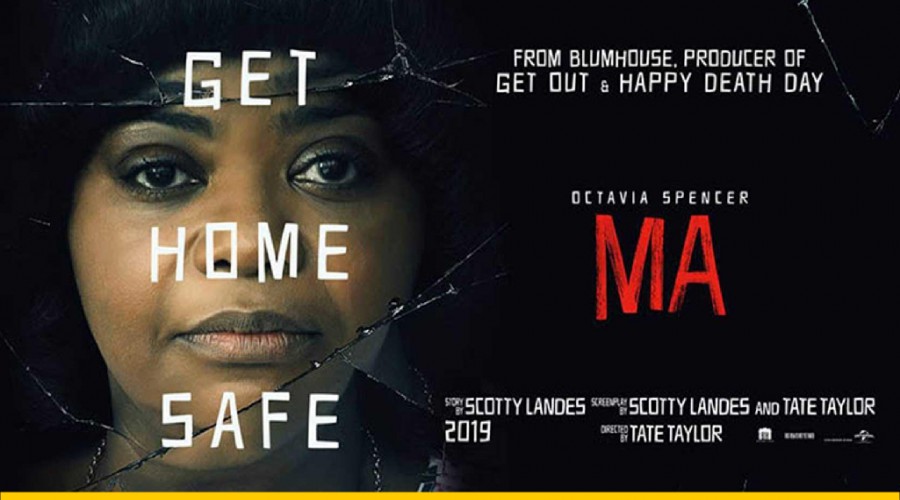 GET
HOME
SAFE
FROM BLUMHOUSE, PRODUCER OF
GET OUT & HAPPY DEATH DAY
OCTAVIA SPENCER
MA
STORY BY SCOTTY LANDES SCREENPLAY BY SCOTTY LANDES AND TATE TAYLOR
2019 DIRECTED BY TATE TAYLOR